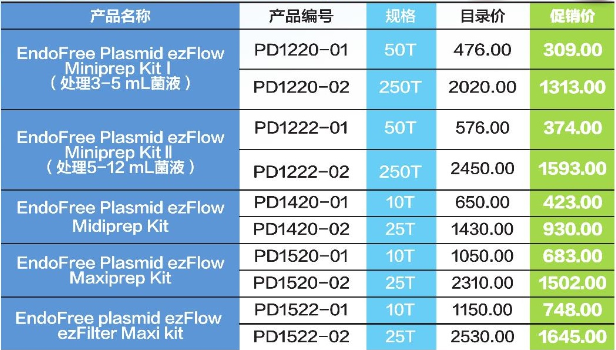 产品名称 产品编号 规格 目录价 促销价
EndoFree Plasmid ezFlow
Miniprep Kit Ⅰ
（处理3-5 mL菌液）
PD1220-01 50T 476.00 309.00
PD1220-02 250T 2020.00 1313.00
EndoFree Plasmid ezFlow
Miniprep Kit Ⅱ
（处理5-12 mL菌液）
PD1222-01 50T 576.00 374.00
PD1222-02 250T 2450.00 1593.00
EndoFree Plasmid ezFlow
Midiprep Kit
PD1420-01 10T 650.00 423.00
PD1420-02 25T 1430.00 930.00
EndoFree Plasmid ezFlow
Maxiprep Kit
PD1520-01 10T 1050.00 683.00
PD1520-02 25T 2310.00 1502.00
EndoFree plasmid ezFlow
ezFilter Maxi kit
PD1522-01 10T 1150.00 748.00
PD1522-02 25T 2530.00 1645.00